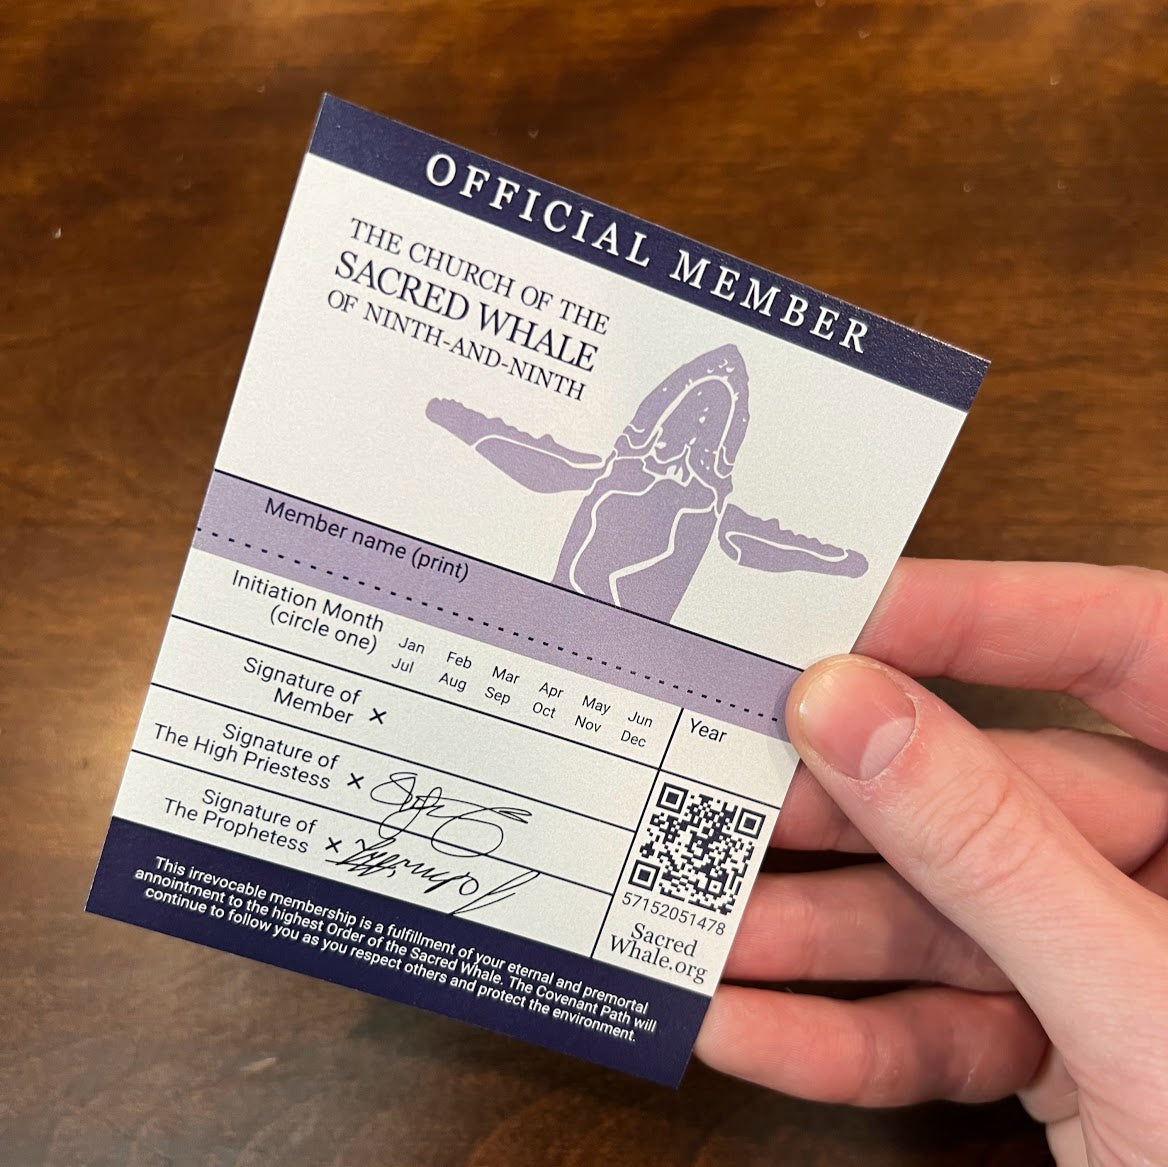 OFFICIAL MEMBER
THE CHURCH OF THE
SACRED WHALE
OF NINTH-AND-NINTH
Member name (print)
Initiation Month
(circle one)
Jan Feb Mar Apr May Jun
Jul Aug Sep Oct Nov Dec
Year
Signature of
Member ×
Signature of
The High Priestess ×
Signature of
The Prophetess ×
57152051478
Sacred
Whale.org
This irrevocable membership is a fulfillment of your eternal and premortal
annointment to the highest Order of the Sacred Whale. The Covenant Path will
continue to follow you as you respect others and protect the environment.